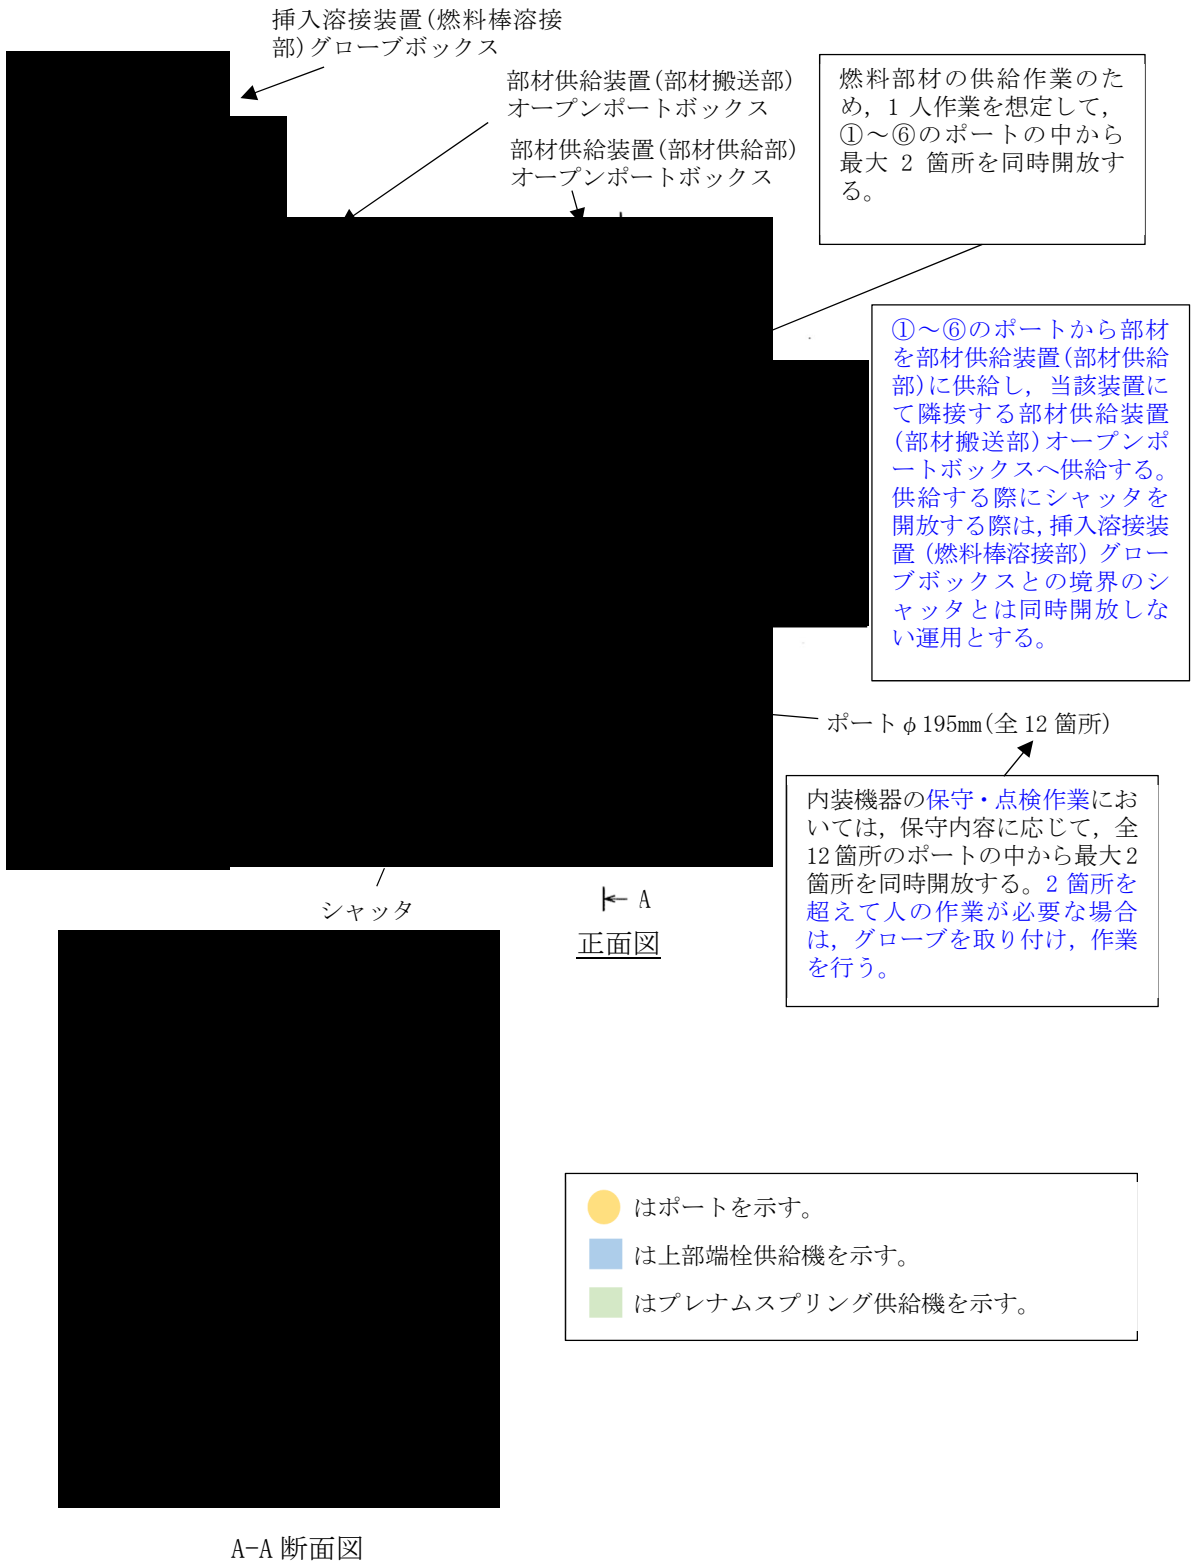 挿入溶接装置(燃料棒溶接
部)グローブボックス
部材供給装置(部材搬送部)
オープンポートボックス
部材供給装置(部材供給部)
オープンポートボックス
燃料部材の供給作業のた
め，1 人作業を想定して，
①～⑥のポートの中から
最大 2 箇所を同時開放す
る。
①～⑥のポートから部材
を部材供給装置(部材供給
部)に供給し，当該装置に
て隣接する部材供給装置
(部材搬送部)オープンポ
ートボックスへ供給する。
供給する際にシャッタを
開放する際は，挿入溶接装
置（燃料棒溶接部）グロー
ブボックスとの境界のシ
ャッタとは同時開放しな
い運用とする。
ポートφ195mm(全 12 箇所)
内装機器の保守・点検作業にお
いては，保守内容に応じて，全
12 箇所のポートの中から最大 2
箇所を同時開放する。2 箇所を
超えて人の作業が必要な場合
は，グローブを取り付け，作業
を行う。
シャッタ
A
正面図
はポートを示す。
は上部端栓供給機を示す。
はプレナムスプリング供給機を示す。
A-A 断面図